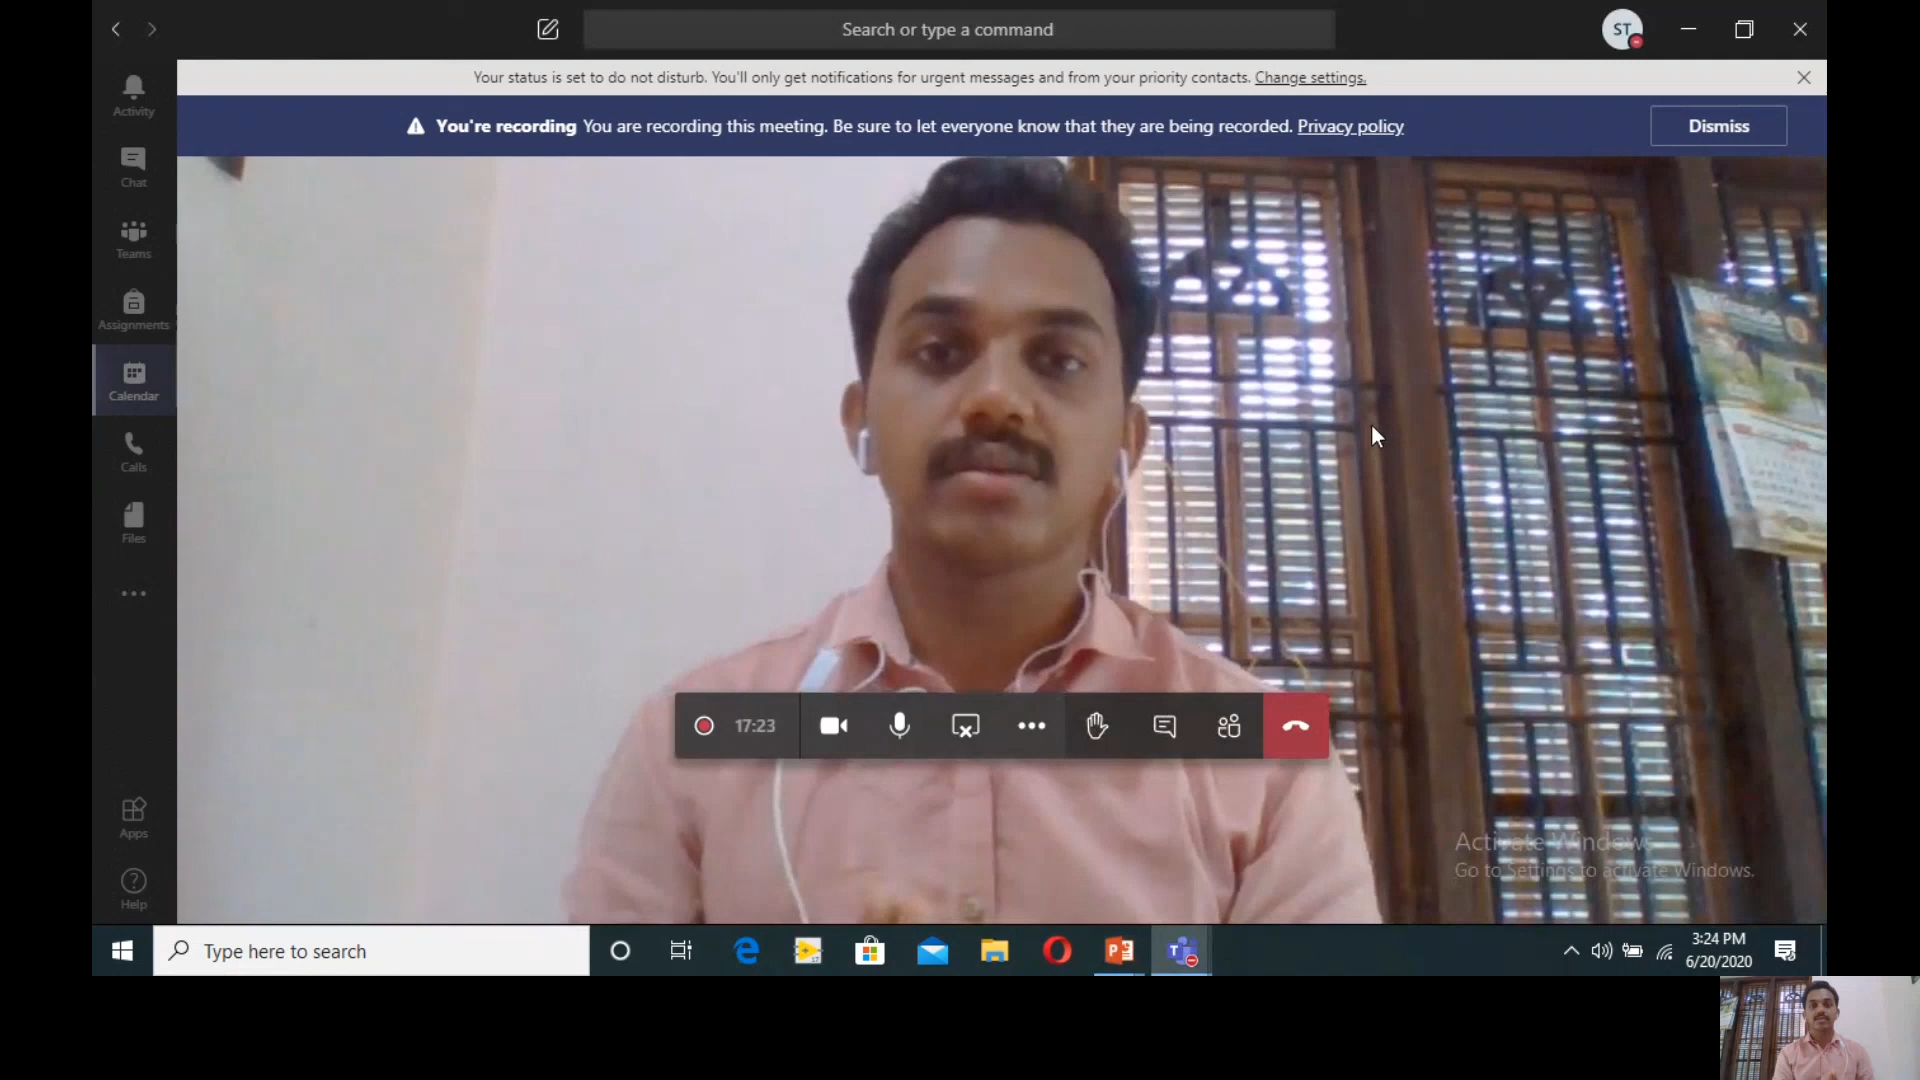 Search or type a command
ST
Your status is set to do not disturb. You'll only get notifications for urgent messages and from your priority contacts. Change settings.
You're recording You are recording this meeting. Be sure to let everyone know that they are being recorded. Privacy policy
Dismiss
Activity
Chat
Teams
Assignments
Calendar
Calls
Files
17:23
Apps
Help
Activate Windows
Go to Settings to activate Windows.
Type here to search
3:24 PM
6/20/2020